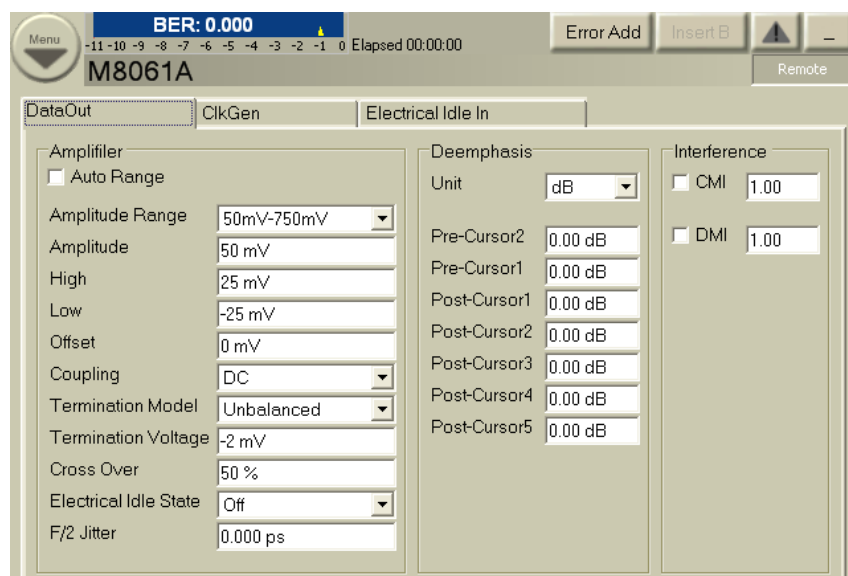 Menu
BER: 0.000
-11 -10 -9 -8 -7 -6 -5 -4 -3 -2 -1 0 Elapsed 00:00:00
Error Add
Insert B
_
M8061A
Remote
DataOut
ClkGen
Electrical Idle In
Amplifiler
Auto Range
Amplitude Range 50mV-750mV
Amplitude 50 mV
High 25 mV
Low -25 mV
Offset 0 mV
Coupling DC
Termination Model Unbalanced
Termination Voltage -2 mV
Cross Over 50 %
Electrical Idle State Off
F/2 Jitter 0.000 ps
Deemphasis
Unit dB
Pre-Cursor2 0.00 dB
Pre-Cursor1 0.00 dB
Post-Cursor1 0.00 dB
Post-Cursor2 0.00 dB
Post-Cursor3 0.00 dB
Post-Cursor4 0.00 dB
Post-Cursor5 0.00 dB
Interference
CMI 1.00
DMI 1.00